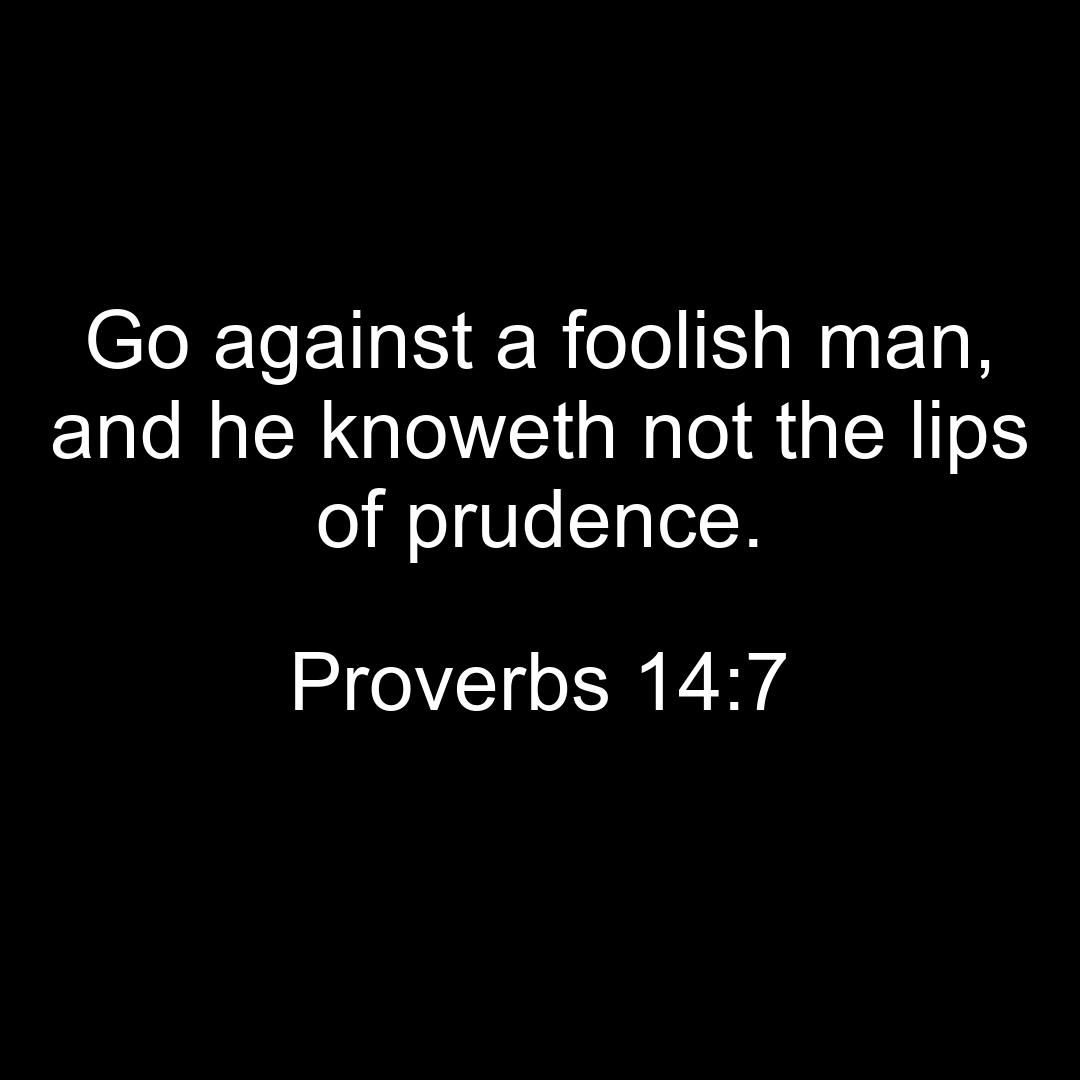 Go against a foolish man,
and he knoweth not the lips
of prudence.
Proverbs 14:7